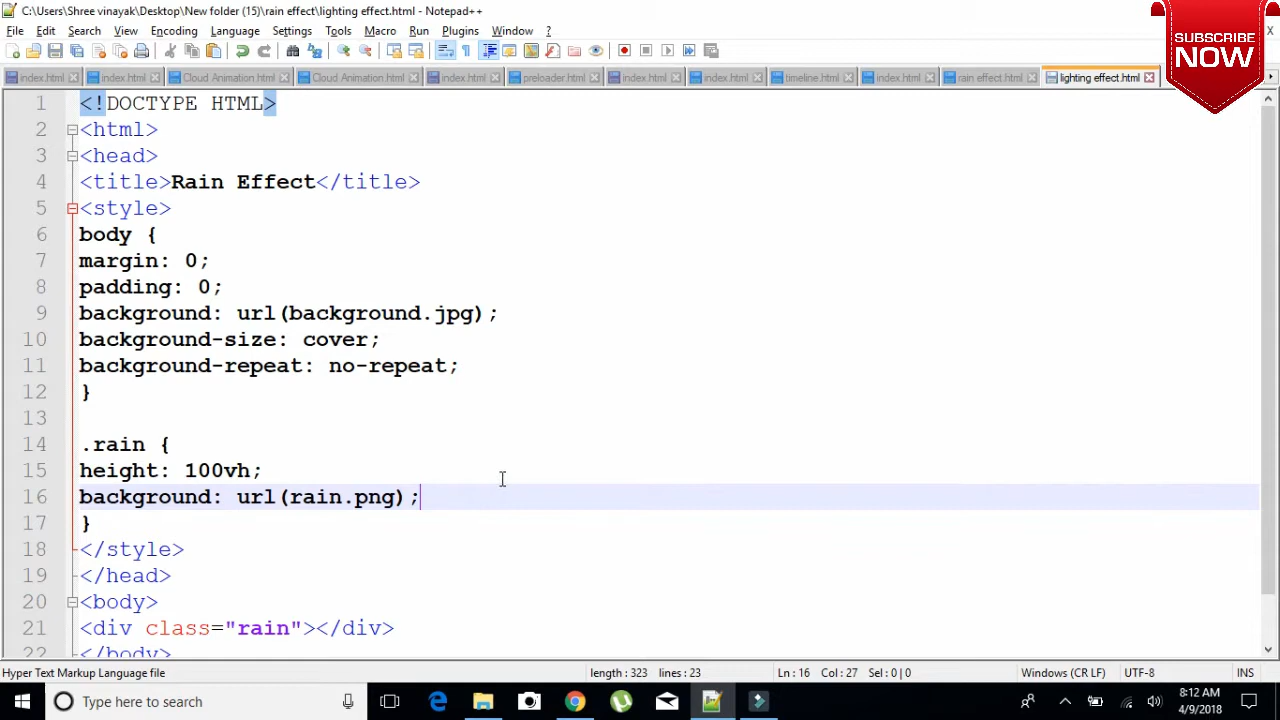 C:\Users\Shree vinayak\Desktop\New folder (15)\rain effect\lighting effect.html - Notepad++
SUBSCRIBE
NOW
File Edit Search View Encoding Language Settings Tools Macro Run Plugins Window ? X
index.html index.html Cloud Animation.html Cloud Animation.html index.html preloader.html index.html index.html timeline.html index.html rain effect.html lighting effect.html
1 <!DOCTYPE HTML>
2 <html>
3 <head>
4 <title>Rain Effect</title>
5 <style>
6 body {
7 margin: 0;
8 padding: 0;
9 background: url(background.jpg);
10 background-size: cover;
11 background-repeat: no-repeat;
12 }
13
14 .rain {
15 height: 100vh;
16 background: url(rain.png);
17 }
18 </style>
19 </head>
20 <body>
21 <div class="rain"></div>
22 </body>
Hyper Text Markup Language file length : 323 lines : 23 Ln : 16 Col : 27 Sel : 0 | 0 Windows (CR LF) UTF-8 INS
Type here to search
8:12 AM
4/9/2018